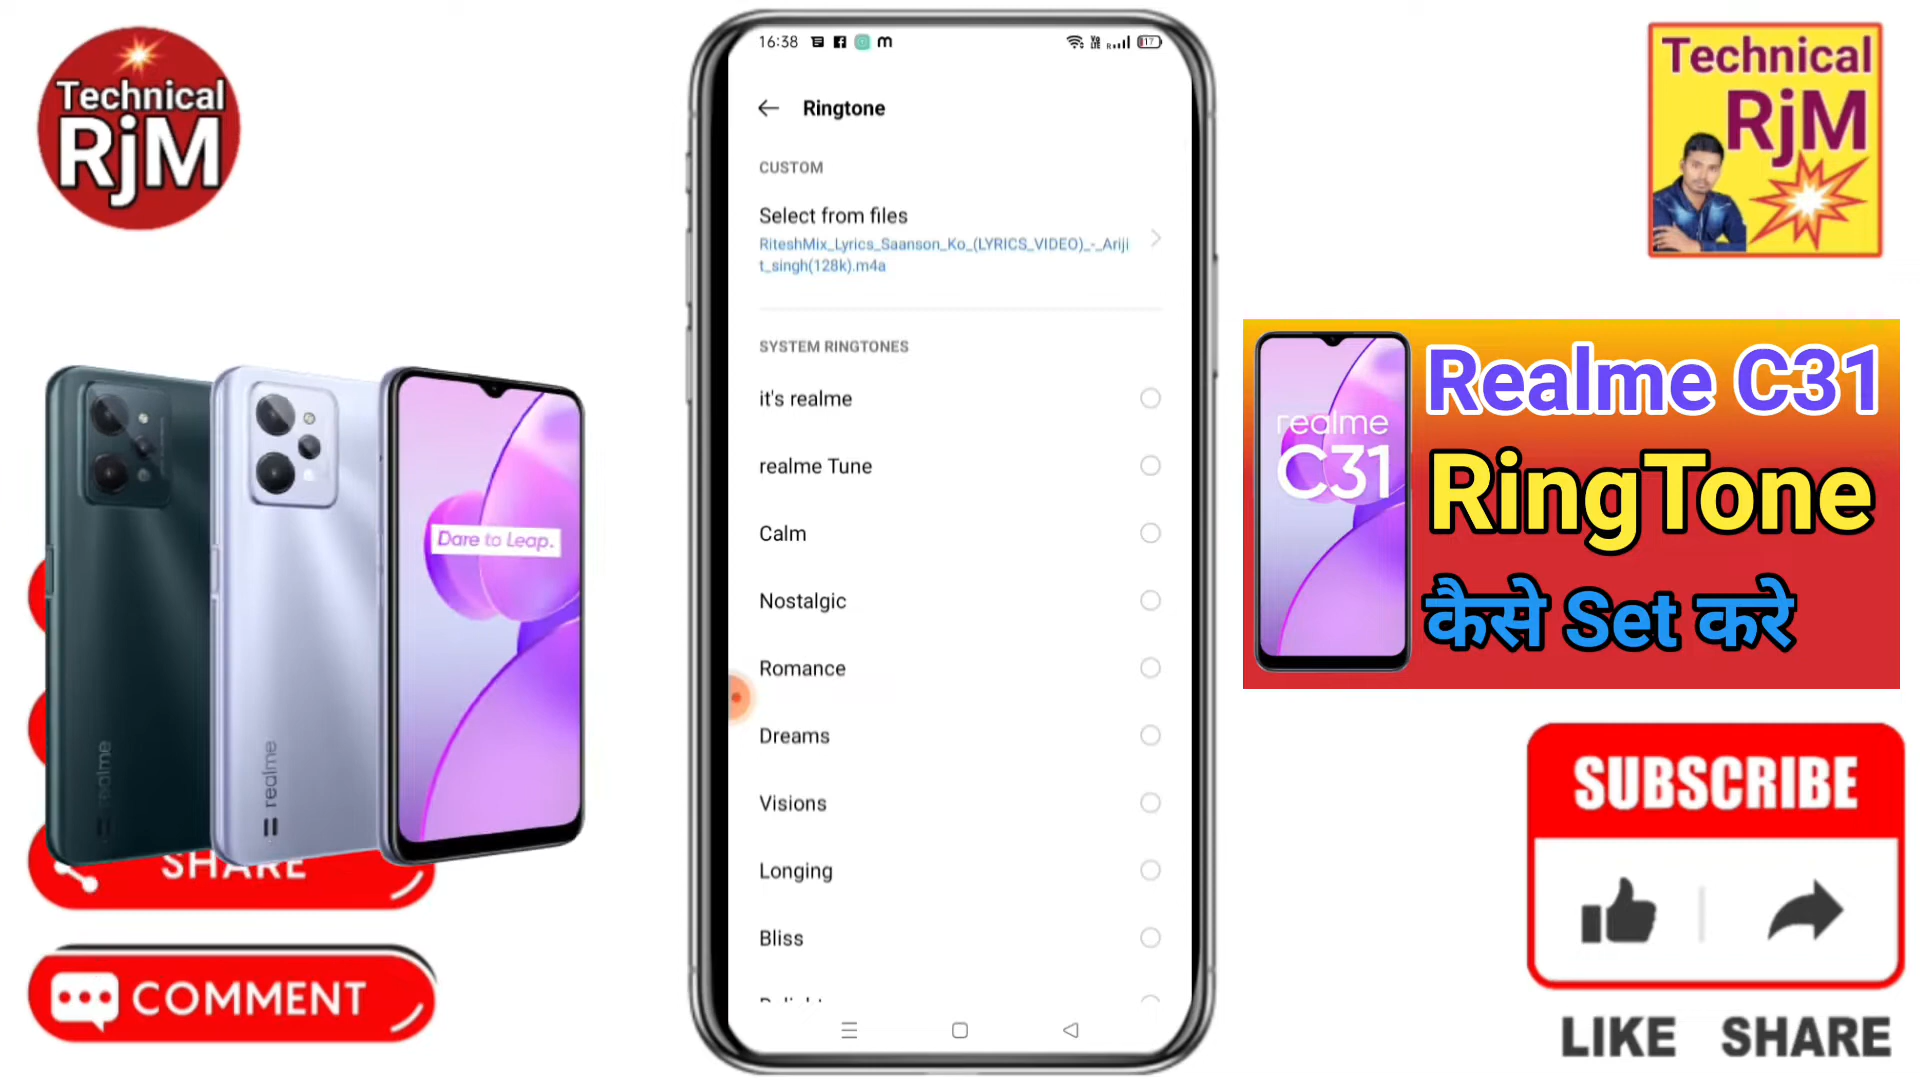 Technical
RjM
16:38
17
Ringtone
CUSTOM
Select from files
RiteshMix_Lyrics_Saanson_Ko_(LYRICS_VIDEO)_-_Ariji
t_singh(128k).m4a
SYSTEM RINGTONES
it's realme
realme Tune
Calm
Nostalgic
Romance
Dreams
Visions
Longing
Bliss
Technical
RjM
realme
C31
Realme C31
RingTone
कैसे Set करे
realme
realme
Dare to Leap.
SHARE
COMMENT
SUBSCRIBE
LIKE SHARE